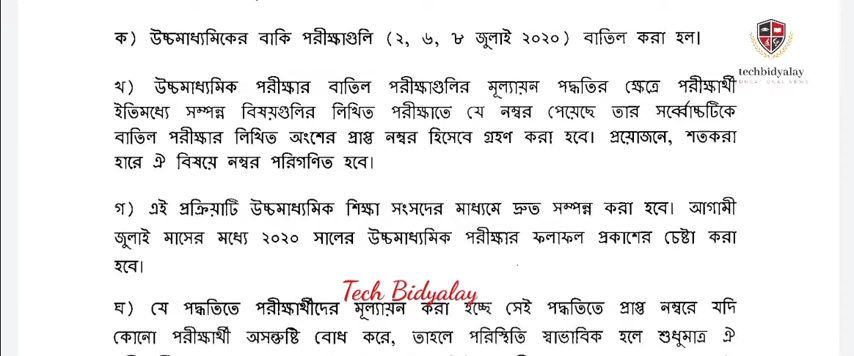 ক) উচ্চমাধ্যমিকের বাকি পরীক্ষাগুলি (২, ৬, ৮ জুলাই ২০২০) বাতিল করা হল।
techbidyalay
EDUCATIONAL NEWS
খ) উচ্চমাধ্যমিক পরীক্ষার বাতিল পরীক্ষাগুলির মূল্যায়ন পদ্ধতির ক্ষেত্রে পরীক্ষার্থী
ইতিমধ্যে সম্পন্ন বিষয়গুলির লিখিত পরীক্ষাতে যে নম্বর পেয়েছে তার সর্ব্বোচ্চটিকে
বাতিল পরীক্ষার লিখিত অংশের প্রাপ্ত নম্বর হিসেবে গ্রহণ করা হবে। প্রয়োজনে, শতকরা
হারে ঐ বিষয়ে নম্বর পরিগণিত হবে।
গ) এই প্রক্রিয়াটি উচ্চমাধ্যমিক শিক্ষা সংসদের মাধ্যমে দ্রুত সম্পন্ন করা হবে। আগামী
জুলাই মাসের মধ্যে ২০২০ সালের উচ্চমাধ্যমিক পরীক্ষার ফলাফল প্রকাশের চেষ্টা করা
হবে।
Tech Bidyalay
ঘ) যে পদ্ধতিতে পরীক্ষার্থীদের মূল্যায়ন করা হচ্ছে সেই পদ্ধতিতে প্রাপ্ত নম্বরে যদি
কোনো পরীক্ষার্থী অসন্তুষ্টি বোধ করে, তাহলে পরিস্থিতি স্বাভাবিক হলে শুধুমাত্র ঐ